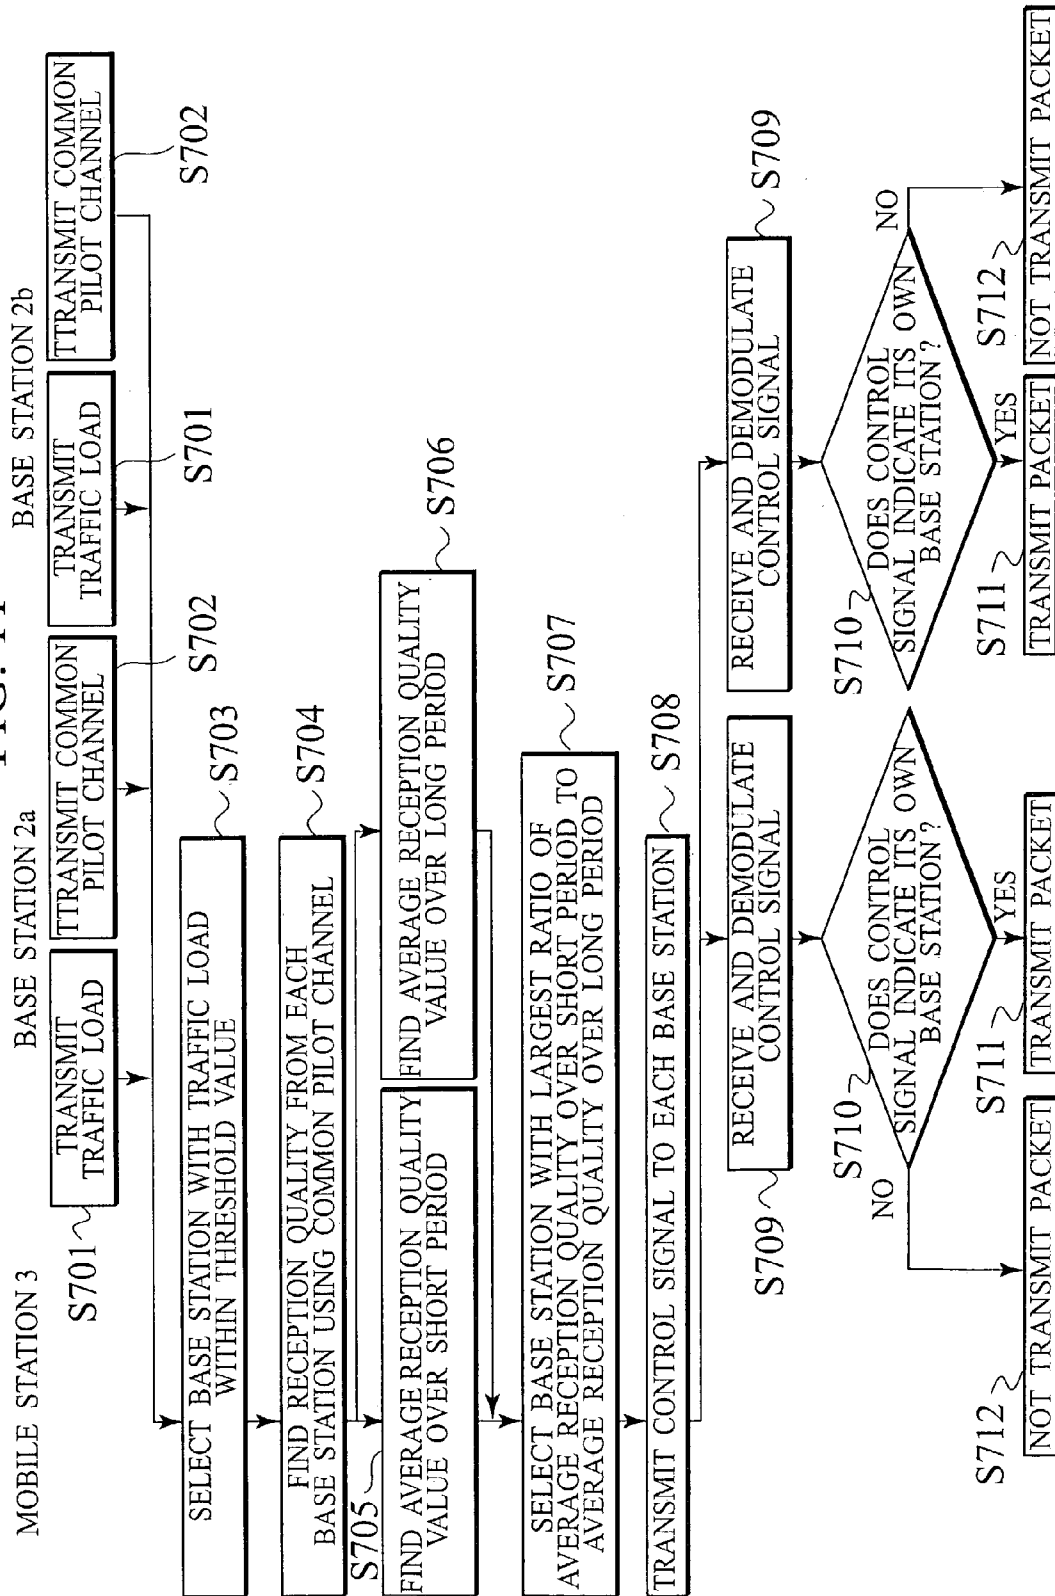 MOBILE STATION 3
BASE STATION 2a
BASE STATION 2b
S701
TRANSMIT
TRAFFIC LOAD
TTRANSMIT COMMON
PILOT CHANNEL
S702
TRANSMIT
TRAFFIC LOAD
S701
TTRANSMIT COMMON
PILOT CHANNEL
S702
SELECT BASE STATION WITH TRAFFIC LOAD
WITHIN THRESHOLD VALUE
S703
FIND RECEPTION QUALITY FROM EACH
BASE STATION USING COMMON PILOT CHANNEL
S704
S705
FIND AVERAGE RECEPTION QUALITY
VALUE OVER SHORT PERIOD
FIND AVERAGE RECEPTION QUALITY
VALUE OVER LONG PERIOD
S706
SELECT BASE STATION WITH LARGEST RATIO OF
AVERAGE RECEPTION QUALITY OVER SHORT PERIOD TO
AVERAGE RECEPTION QUALITY OVER LONG PERIOD
S707
TRANSMIT CONTROL SIGNAL TO EACH BASE STATION
S708
S709
RECEIVE AND DEMODULATE
CONTROL SIGNAL
RECEIVE AND DEMODULATE
CONTROL SIGNAL
S709
S710
DOES CONTROL
SIGNAL INDICATE ITS OWN
BASE STATION?
NO
YES
S710
DOES CONTROL
SIGNAL INDICATE ITS OWN
BASE STATION?
NO
YES
S712
NOT TRANSMIT PACKET
S711
TRANSMIT PACKET
S711
TRANSMIT PACKET
S712
NOT TRANSMIT PACKET